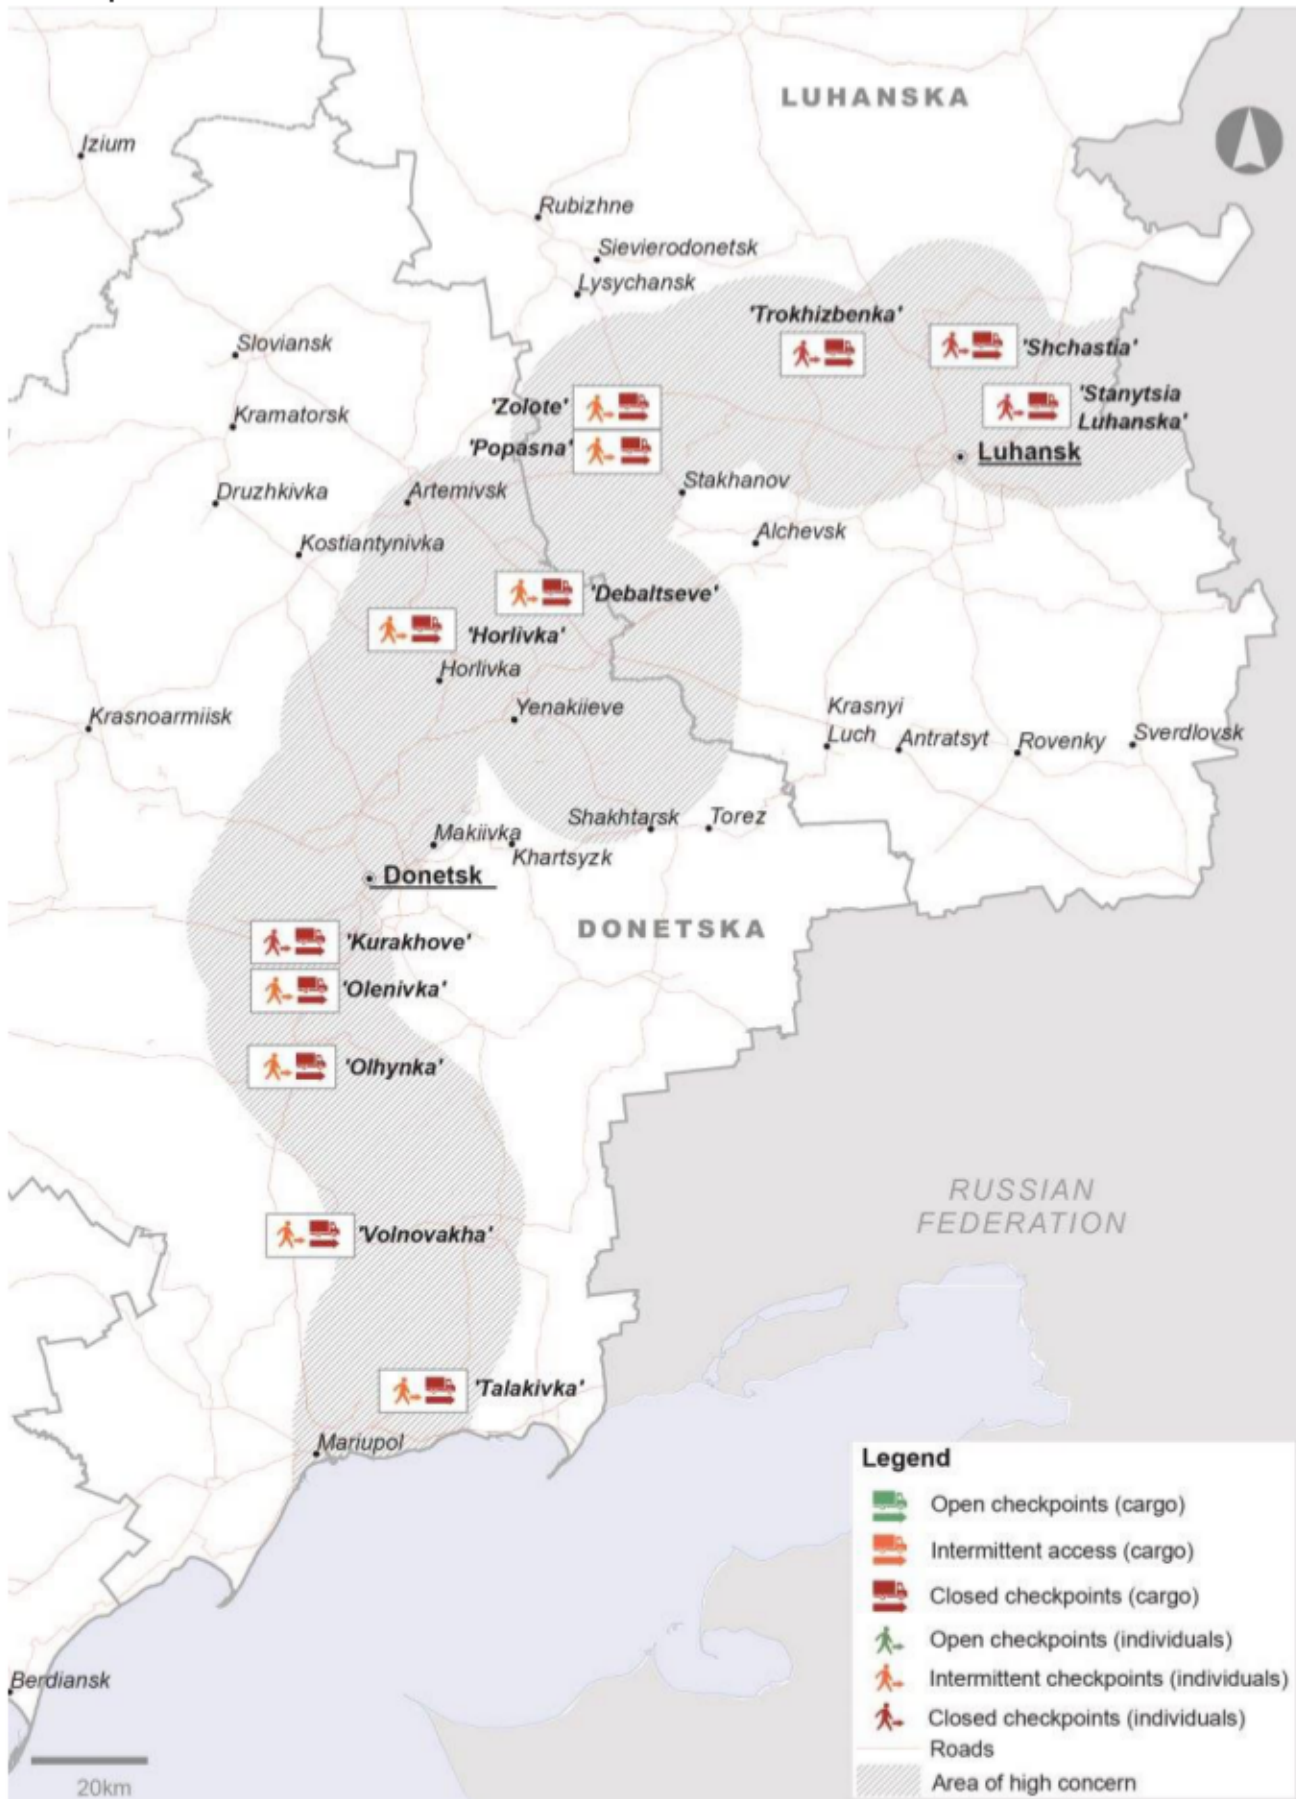 LUHANSKA
Izium
Rubizhne
Sievierodonetsk
Lysychansk
'Trokhizbenka'
'Shchastia'
Sloviansk
'Stanytsia
Luhanska'
'Zolote'
Kramatorsk
'Popasna'
Luhansk
Stakhanov
Druzhkivka
Artemivsk
Alchevsk
Kostiantynivka
'Debaltseve'
'Horlivka'
Horlivka
Yenakiieve
Krasnoarmiisk
Krasnyi
Luch
Antratsyt
Rovenky
Sverdlovsk
Shakhtarsk
Torez
Makiivka
Khartsyzk
Donetsk
DONETSKA
'Kurakhove'
'Olenivka'
'Olhynka'
RUSSIAN
FEDERATION
'Volnovakha'
'Talakivka'
Mariupol
Berdiansk
20km
Legend
Open checkpoints (cargo)
Intermittent access (cargo)
Closed checkpoints (cargo)
Open checkpoints (individuals)
Intermittent checkpoints (individuals)
Closed checkpoints (individuals)
Roads
Area of high concern